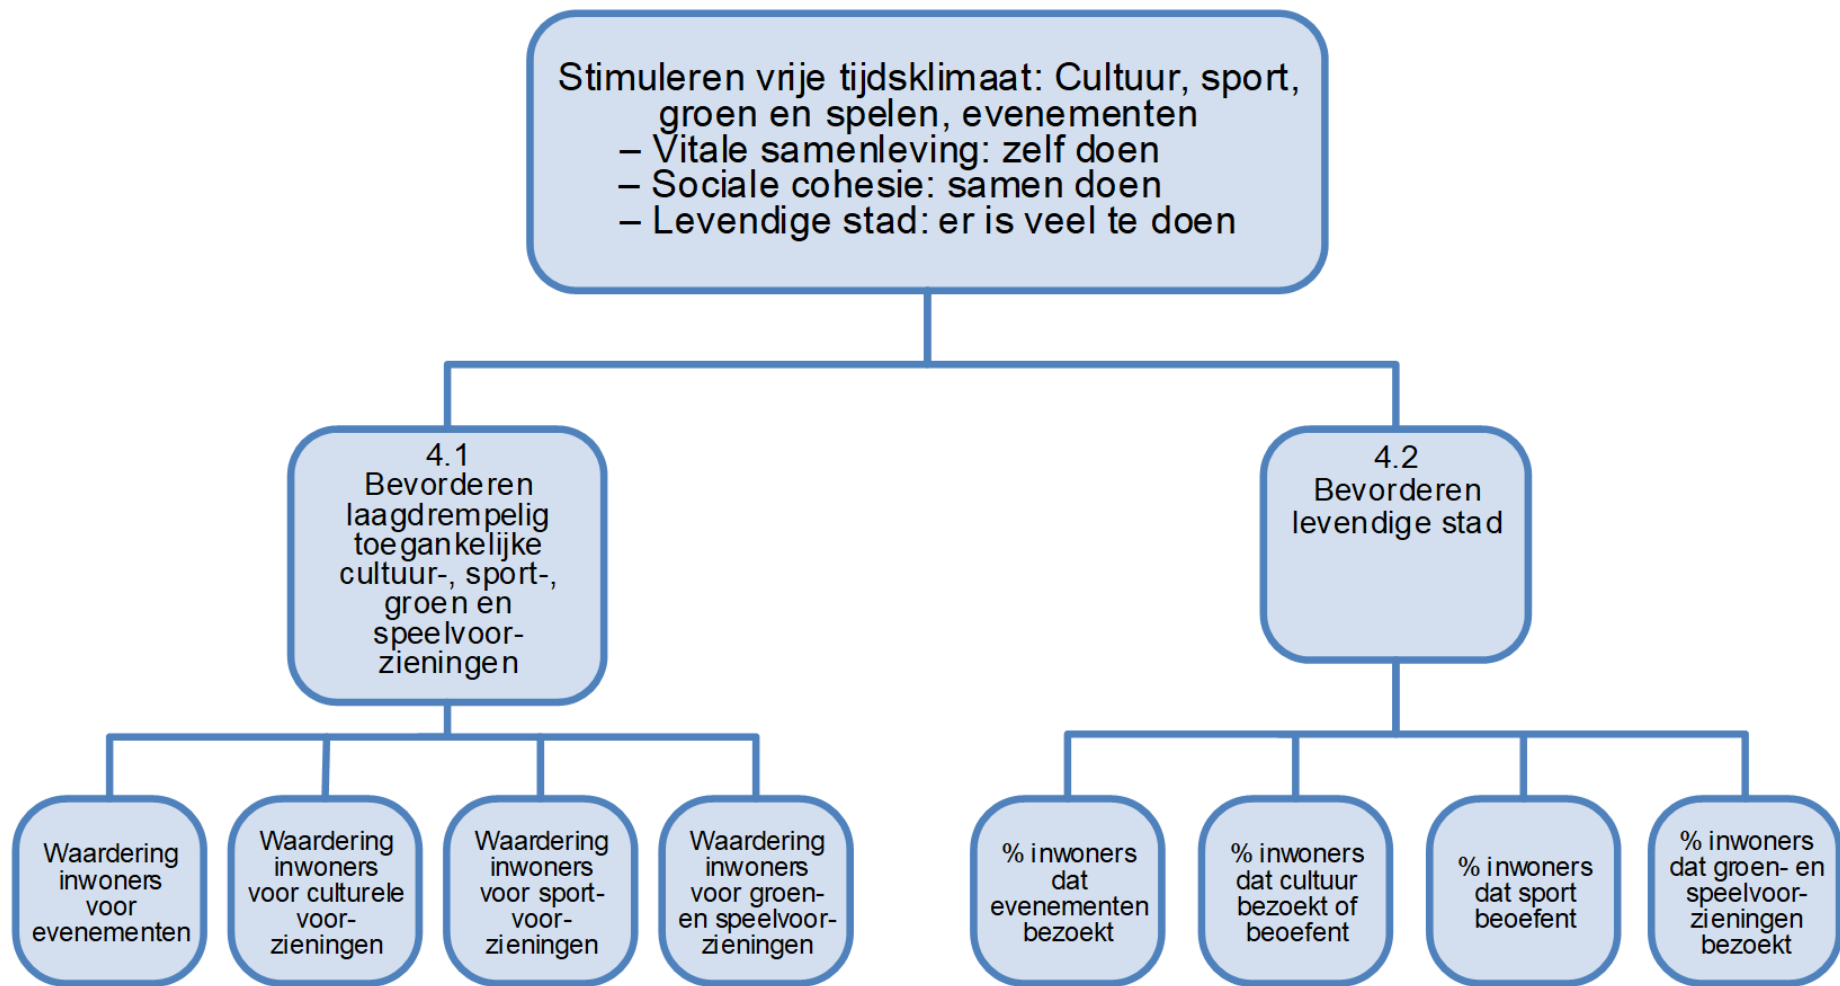 Stimuleren vrije tijdsklimaat: Cultuur, sport,
groen en spelen, evenementen
– Vitale samenleving: zelf doen
– Sociale cohesie: samen doen
– Levendige stad: er is veel te doen
4.1
Bevorderen
laagdrempelig
toegankelijke
cultuur-, sport-,
groen en
speelvoor-
zieningen
4.2
Bevorderen
levendige stad
Waardering
inwoners
voor
evenementen
Waardering
inwoners
voor culturele
voor-
zieningen
Waardering
inwoners
voor sport-
voor-
zieningen
Waardering
inwoners
voor groen-
en speelvoor-
zieningen
% inwoners
dat
evenementen
bezoekt
% inwoners
dat cultuur
bezoekt of
beoefent
% inwoners
dat sport
beoefent
% inwoners
dat groen- en
speelvoor-
zieningen
bezoekt